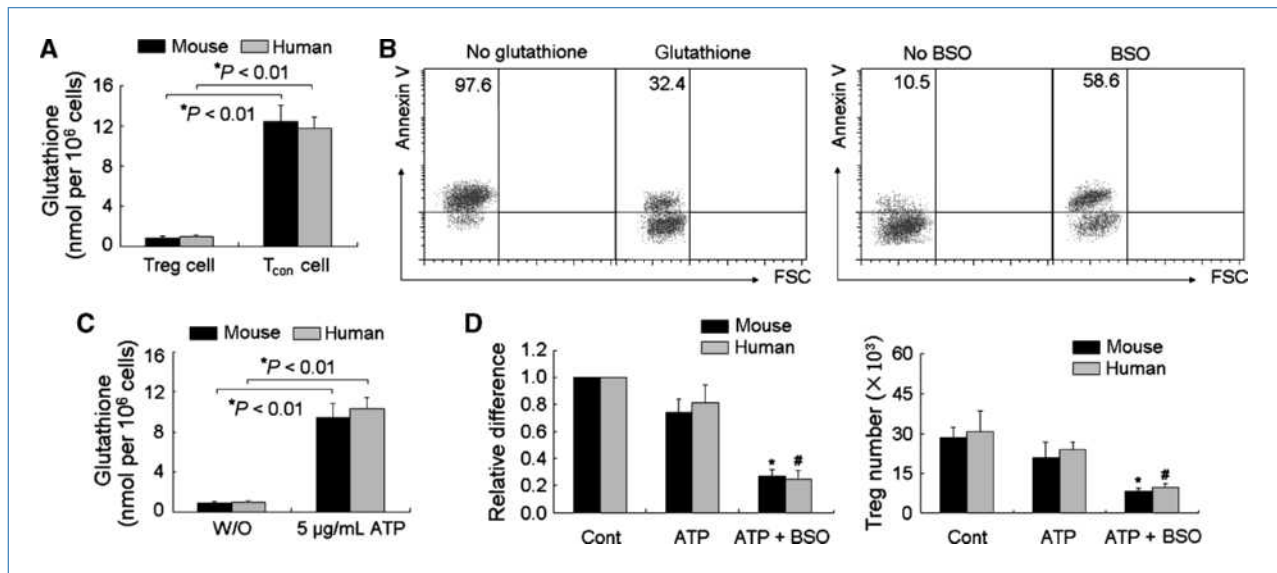 A
Mouse
Human
*P < 0.01
*P < 0.01
Glutathione
(nmol per 10⁶ cells)
16
12
8
4
0
Treg cell
Tcon cell
B
No glutathione
Glutathione
97.6
32.4
Annexin V
FSC
No BSO
BSO
10.5
58.6
Annexin V
FSC
C
Mouse
Human
*P < 0.01
*P < 0.01
Glutathione
(nmol per 10⁶ cells)
16
12
8
4
0
W/O
5 µg/mL ATP
D
Mouse
Human
Relative difference
1.2
1.0
0.8
0.6
0.4
0.2
0.0
* #
Cont
ATP
ATP + BSO
Mouse
Human
Treg number (× 10³)
60
45
30
15
0
* #
Cont
ATP
ATP + BSO